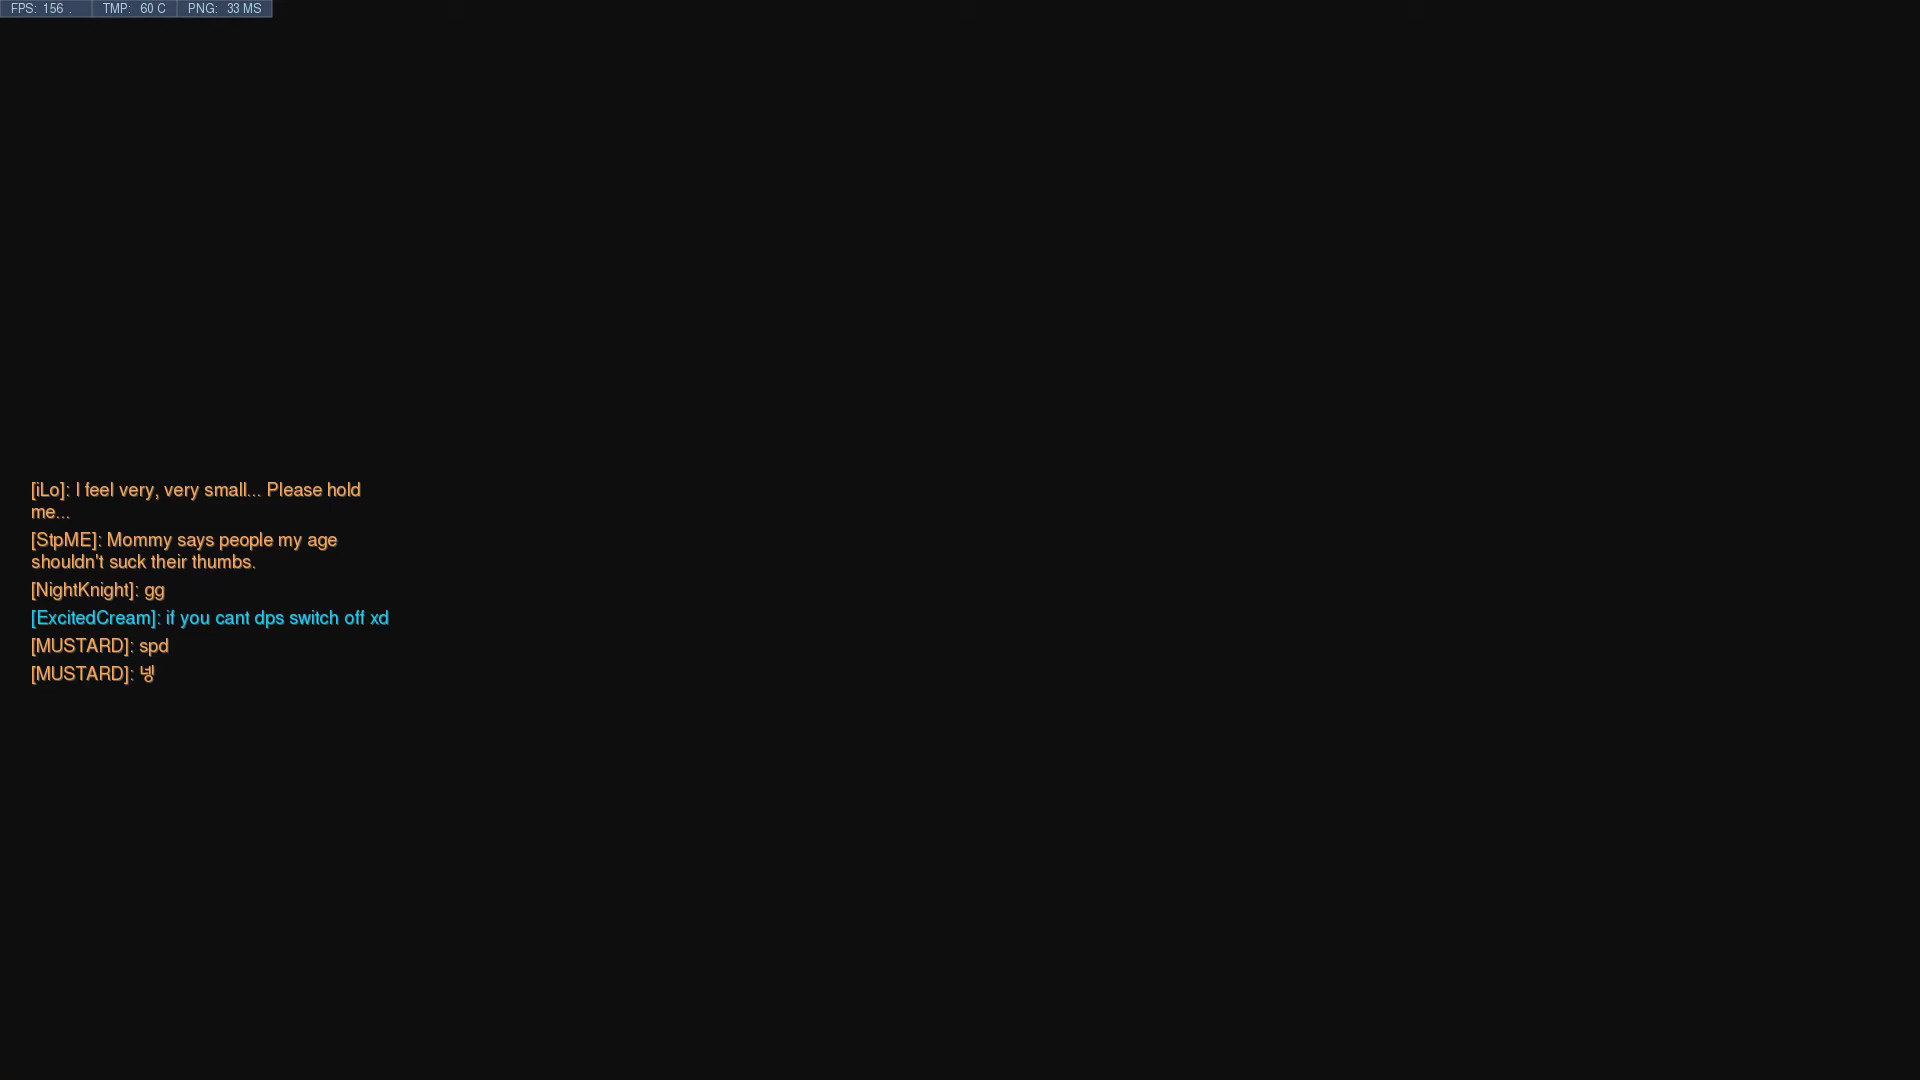 FPS: 156 . TMP: 60 C PNG: 33 MS
[iLo]: I feel very, very small... Please hold
me...
[StpME]: Mommy says people my age
shouldn't suck their thumbs.
[NightKnight]: gg
[ExcitedCream]: if you cant dps switch off xd
[MUSTARD]: spd
[MUSTARD]: 넹